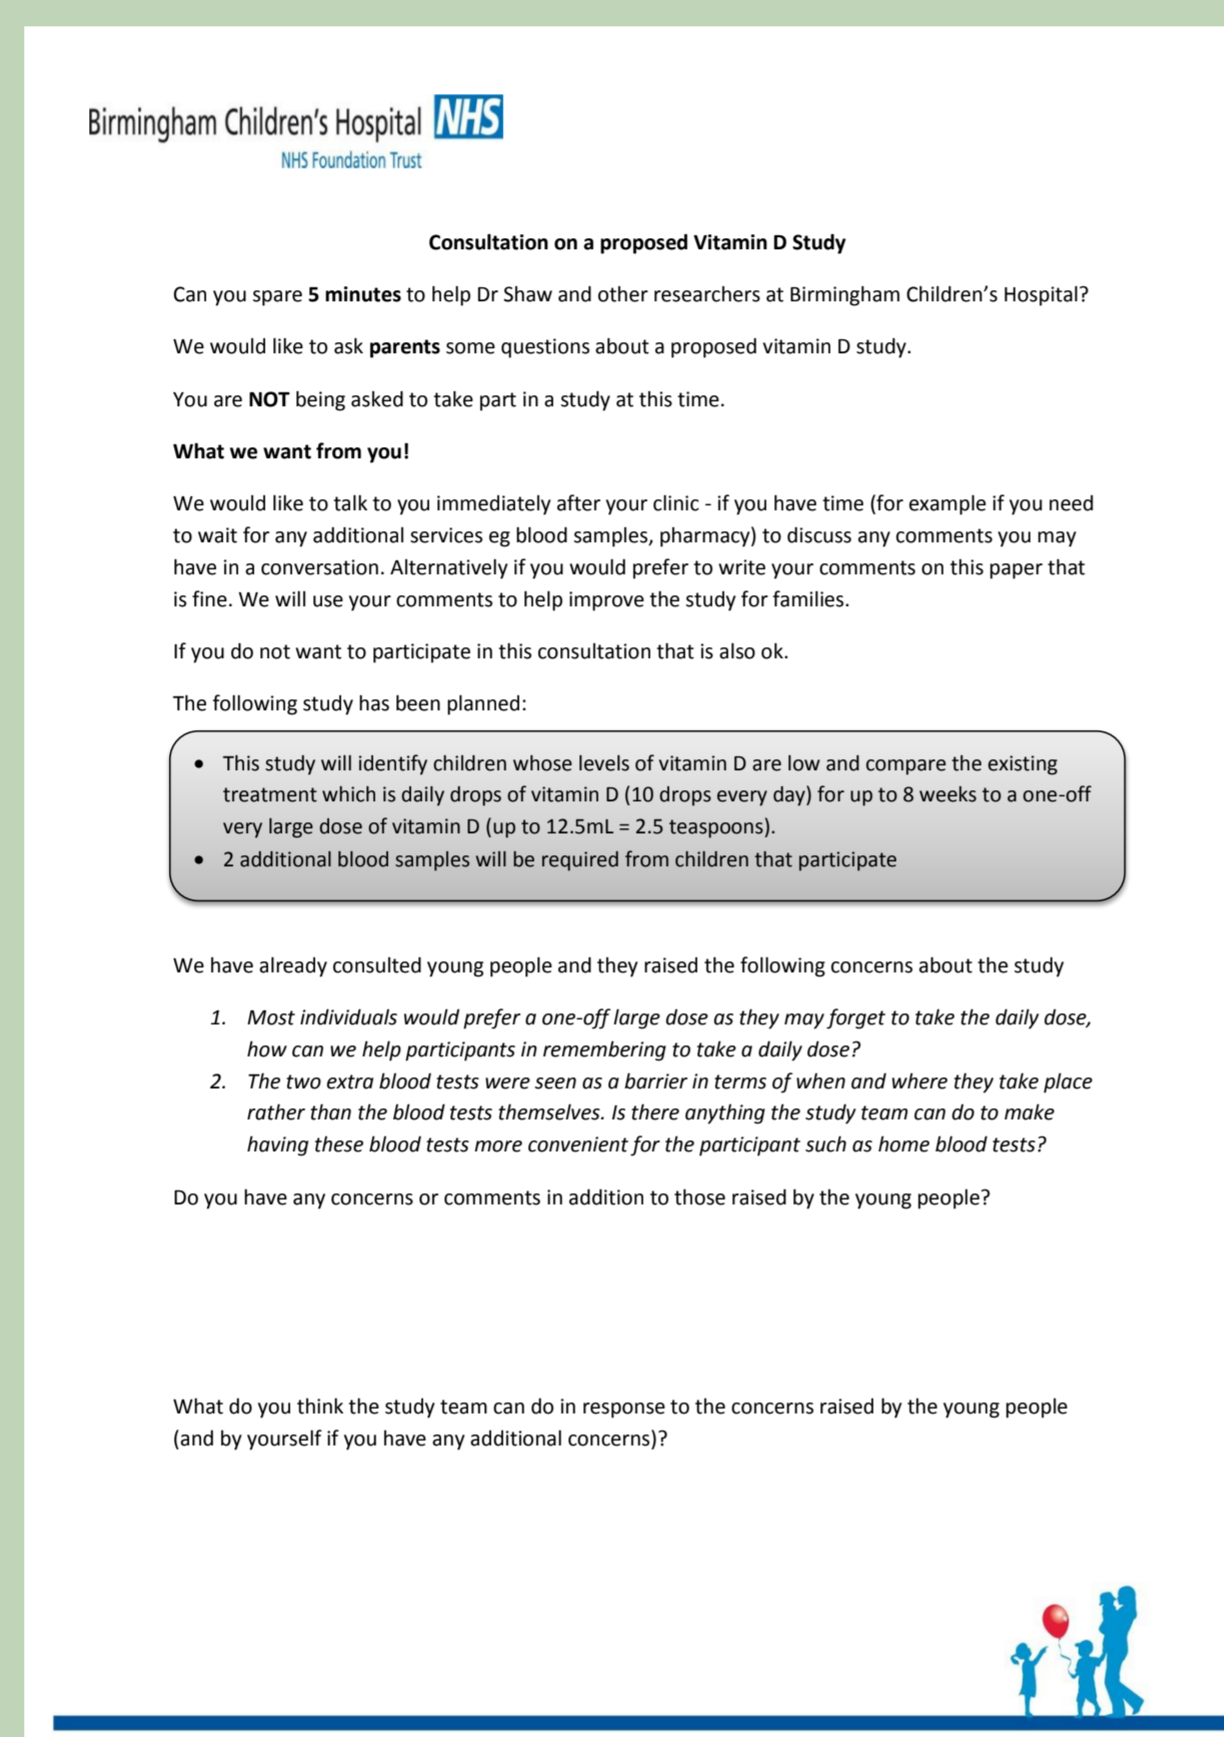 Birmingham Children's Hospital NHS
NHS Foundation Trust
Consultation on a proposed Vitamin D Study
Can you spare 5 minutes to help Dr Shaw and other researchers at Birmingham Children's Hospital?
We would like to ask parents some questions about a proposed vitamin D study.
You are NOT being asked to take part in a study at this time.
What we want from you!
We would like to talk to you immediately after your clinic - if you have time (for example if you need
to wait for any additional services eg blood samples, pharmacy) to discuss any comments you may
have in a conversation. Alternatively if you would prefer to write your comments on this paper that
is fine. We will use your comments to help improve the study for families.
If you do not want to participate in this consultation that is also ok.
The following study has been planned:
• This study will identify children whose levels of vitamin D are low and compare the existing
treatment which is daily drops of vitamin D (10 drops every day) for up to 8 weeks to a one-off
very large dose of vitamin D (up to 12.5mL = 2.5 teaspoons).
• 2 additional blood samples will be required from children that participate
We have already consulted young people and they raised the following concerns about the study
1. Most individuals would prefer a one-off large dose as they may forget to take the daily dose,
how can we help participants in remembering to take a daily dose?
2. The two extra blood tests were seen as a barrier in terms of when and where they take place
rather than the blood tests themselves. Is there anything the study team can do to make
having these blood tests more convenient for the participant such as home blood tests?
Do you have any concerns or comments in addition to those raised by the young people?
What do you think the study team can do in response to the concerns raised by the young people
(and by yourself if you have any additional concerns)?